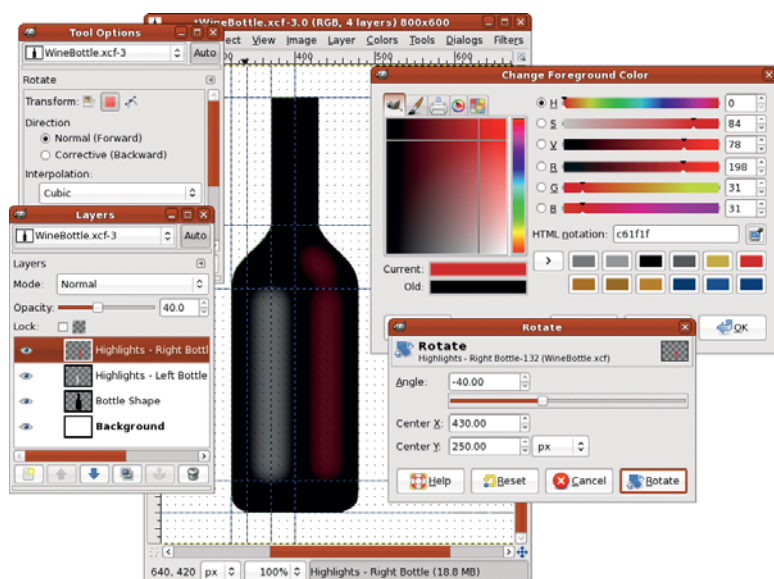 *WineBottle.xcf-3.0 (RGB, 4 layers) 800x600
View Image Layer Colors Tools Dialogs Filters
400 500 600
Tool Options
WineBottle.xcf-3 Auto
Rotate
Transform:
Direction
Normal (Forward)
Corrective (Backward)
Interpolation:
Cubic
Layers
WineBottle.xcf-3 Auto
Layers
Mode: Normal
Opacity: 40.0
Lock:
Highlights - Right Bottl
Highlights - Left Bottle
Bottle Shape
Background
Change Foreground Color
H 0
S 84
V 78
R 198
G 31
B 31
HTML notation: c61f1f
Current:
Old:
OK
Rotate
Rotate
Highlights - Right Bottle-132 (WineBottle.xcf)
Angle: -40.00
Center X: 430.00
Center Y: 250.00 px
Help Reset Cancel Rotate
640, 420 px 100% Highlights - Right Bottle (18.8 MB)